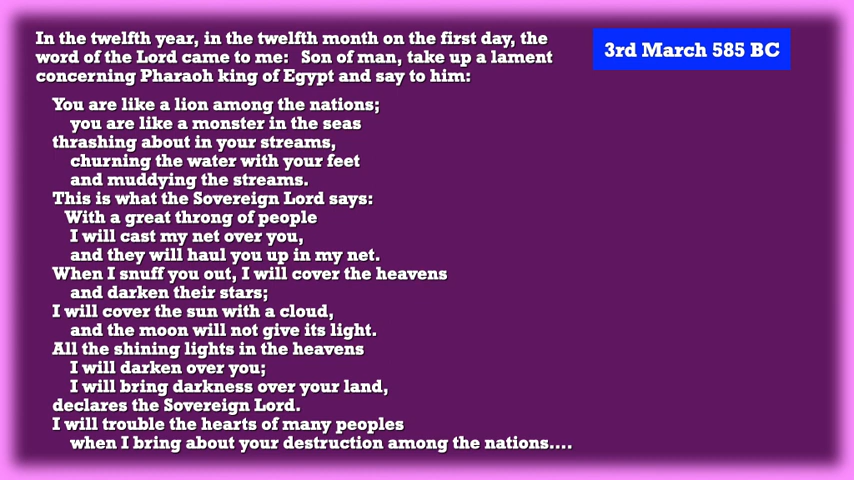 In the twelfth year, in the twelfth month on the first day, the
word of the Lord came to me:   Son of man, take up a lament
concerning Pharaoh king of Egypt and say to him:
You are like a lion among the nations;
you are like a monster in the seas
thrashing about in your streams,
churning the water with your feet
and muddying the streams.
This is what the Sovereign Lord says:
With a great throng of people
I will cast my net over you,
and they will haul you up in my net.
When I snuff you out, I will cover the heavens
and darken their stars;
I will cover the sun with a cloud,
and the moon will not give its light.
All the shining lights in the heavens
I will darken over you;
I will bring darkness over your land,
declares the Sovereign Lord.
I will trouble the hearts of many peoples
when I bring about your destruction among the nations....
3rd March 585 BC